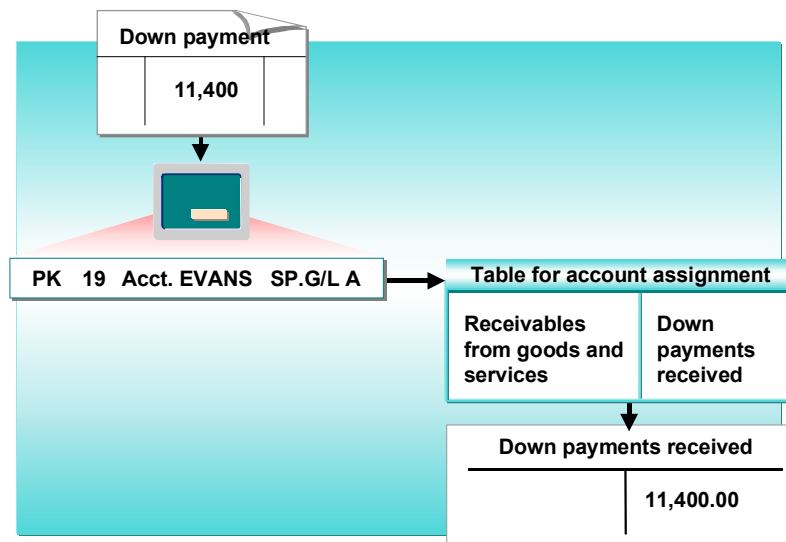 Down payment
11,400
PK 19 Acct. EVANS SP.G/L A
Table for account assignment
Receivables
from goods and
services
Down
payments
received
Down payments received
11,400.00